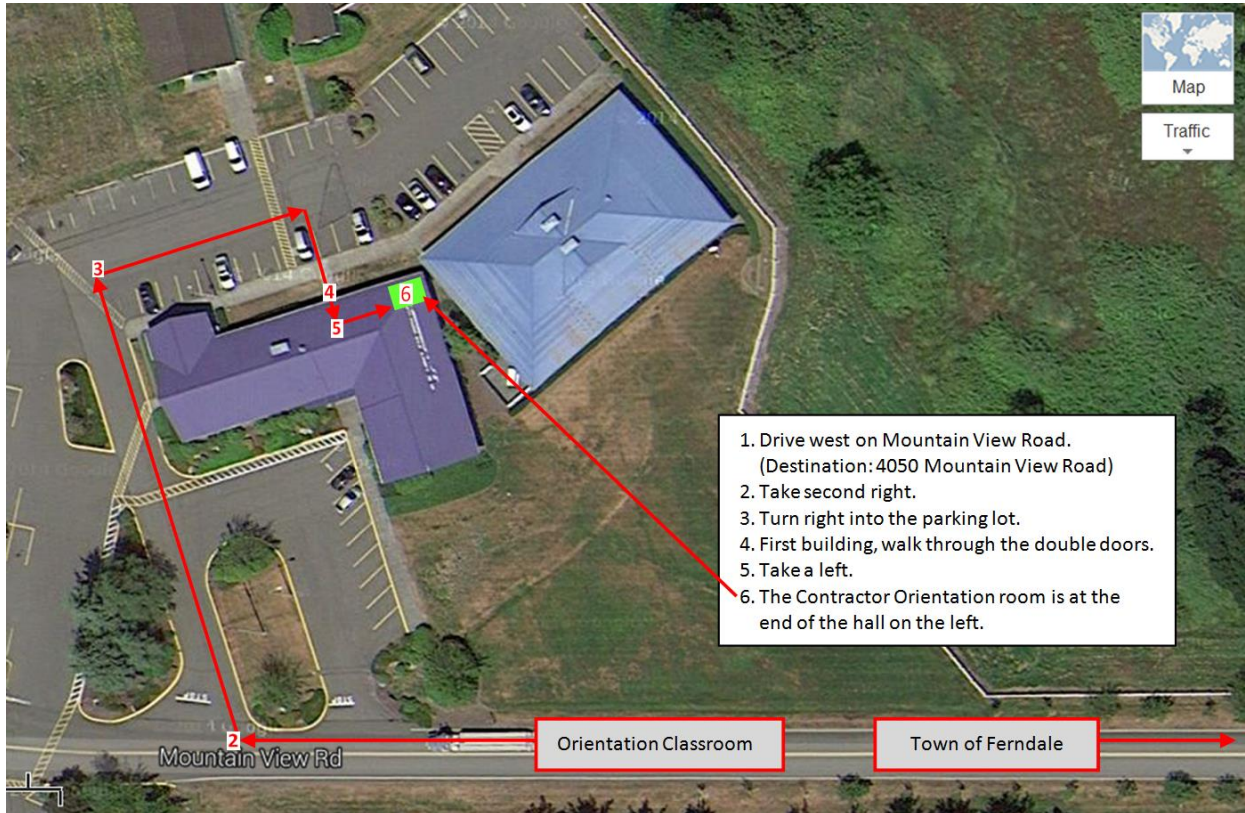 Map
Traffic
3
4
5
6
1. Drive west on Mountain View Road.
(Destination: 4050 Mountain View Road)
2. Take second right.
3. Turn right into the parking lot.
4. First building, walk through the double doors.
5. Take a left.
6. The Contractor Orientation room is at the
end of the hall on the left.
STOP
STOP
2
Orientation Classroom
Town of Ferndale
Mountain View Rd